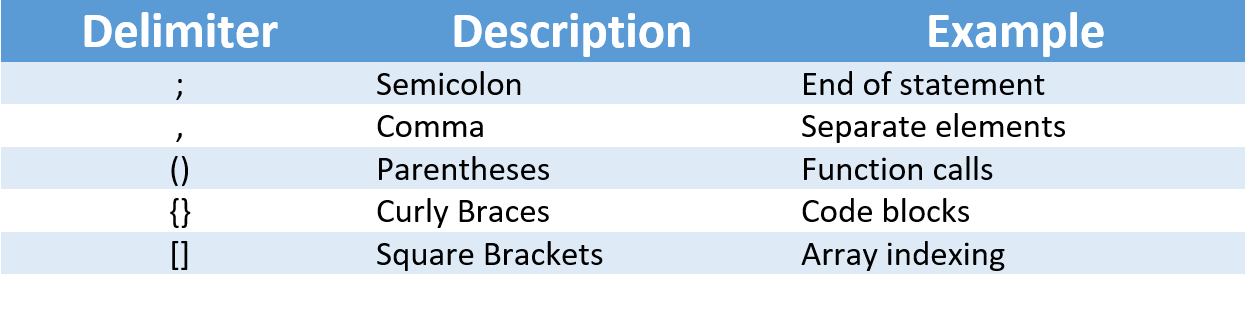 Delimiter Description Example
; Semicolon End of statement
, Comma Separate elements
() Parentheses Function calls
{} Curly Braces Code blocks
[] Square Brackets Array indexing